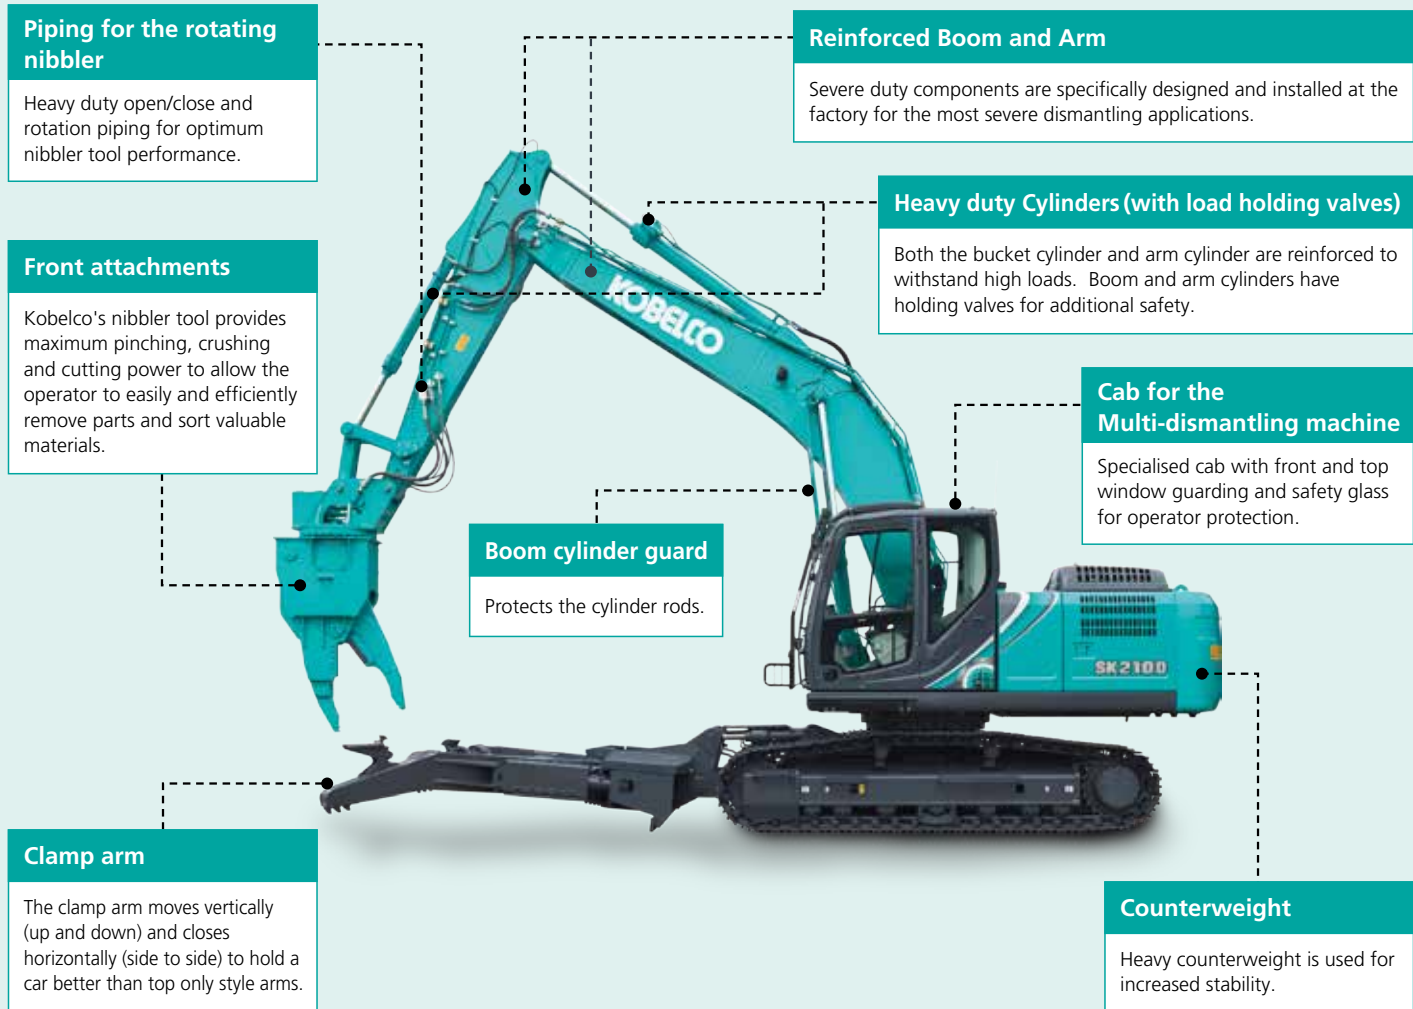 Piping for the rotating
nibbler
Heavy duty open/close and
rotation piping for optimum
nibbler tool performance.
Reinforced Boom and Arm
Severe duty components are specifically designed and installed at the
factory for the most severe dismantling applications.
Heavy duty Cylinders (with load holding valves)
Both the bucket cylinder and arm cylinder are reinforced to
withstand high loads. Boom and arm cylinders have
holding valves for additional safety.
Front attachments
Kobelco's nibbler tool provides
maximum pinching, crushing
and cutting power to allow the
operator to easily and efficiently
remove parts and sort valuable
materials.
KOBELCO
Cab for the
Multi-dismantling machine
Specialised cab with front and top
window guarding and safety glass
for operator protection.
Boom cylinder guard
Protects the cylinder rods.
SK210D
Clamp arm
The clamp arm moves vertically
(up and down) and closes
horizontally (side to side) to hold a
car better than top only style arms.
Counterweight
Heavy counterweight is used for
increased stability.